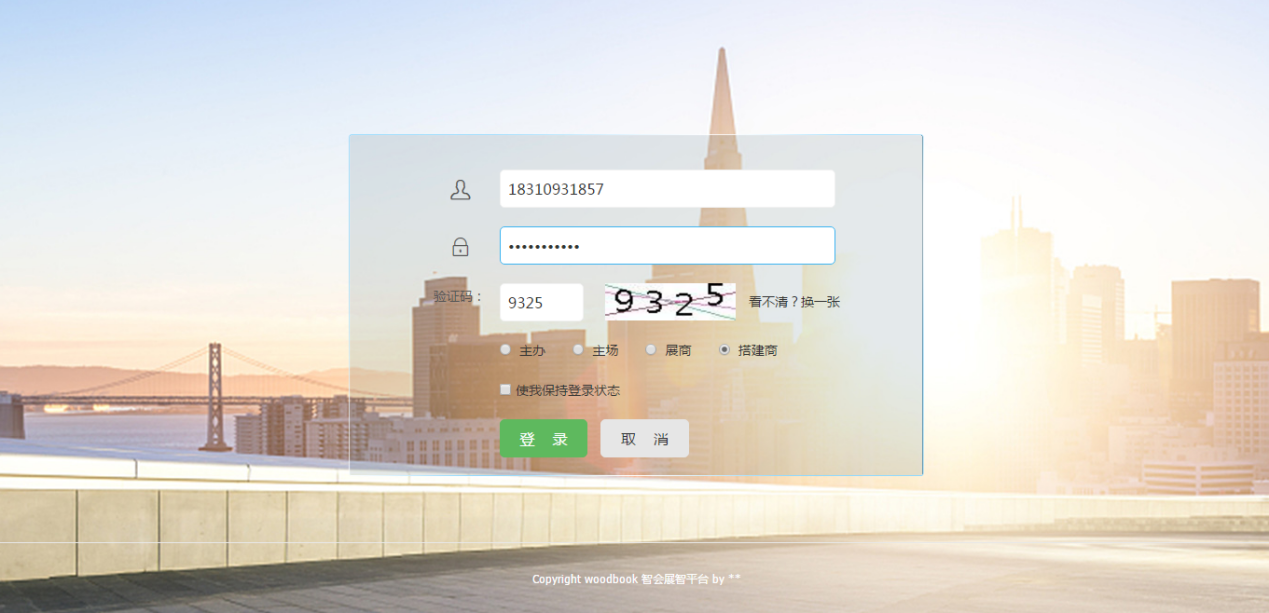 18310931857
•••••••••••
验证码： 9325 9325 看不清？换一张
主办 主场 展商 搭建商
使我保持登录状态
登 录 取 消
Copyright woodbook 智会展智平台 by **